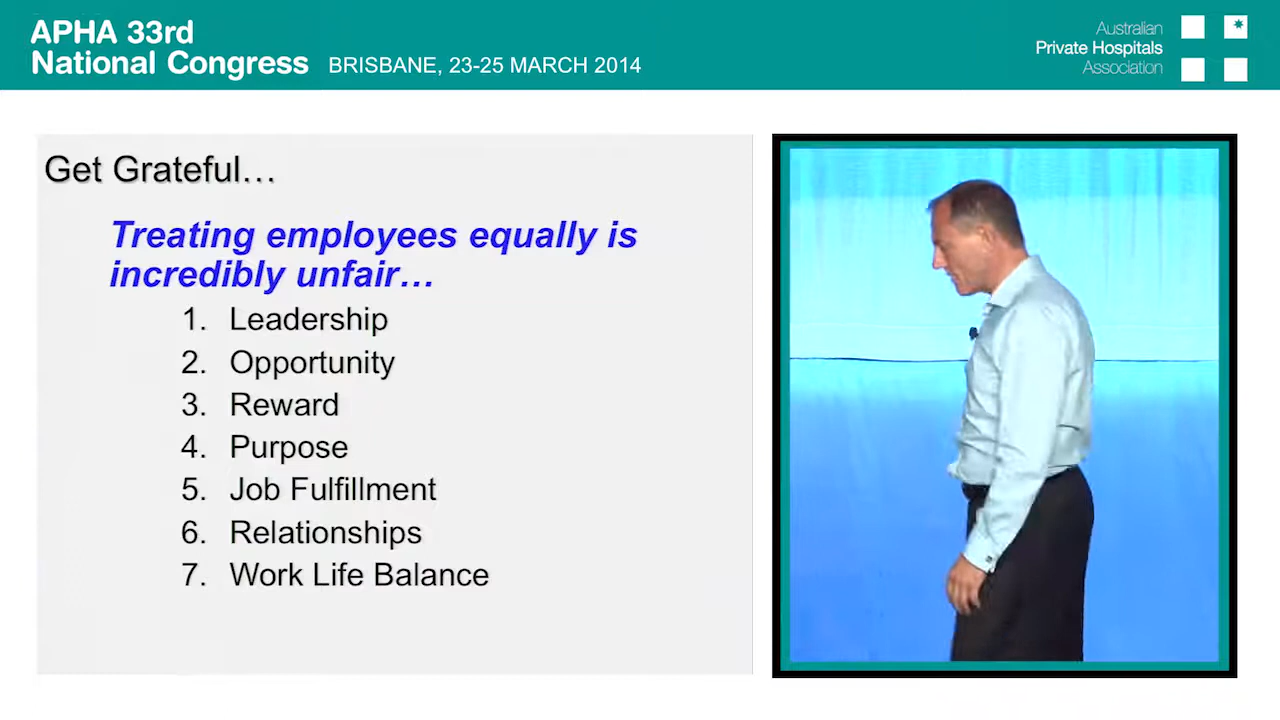 APHA 33rd
National Congress BRISBANE, 23-25 MARCH 2014
Australian
Private Hospitals
Association
Get Grateful…
Treating employees equally is
incredibly unfair…
1. Leadership
2. Opportunity
3. Reward
4. Purpose
5. Job Fulfillment
6. Relationships
7. Work Life Balance